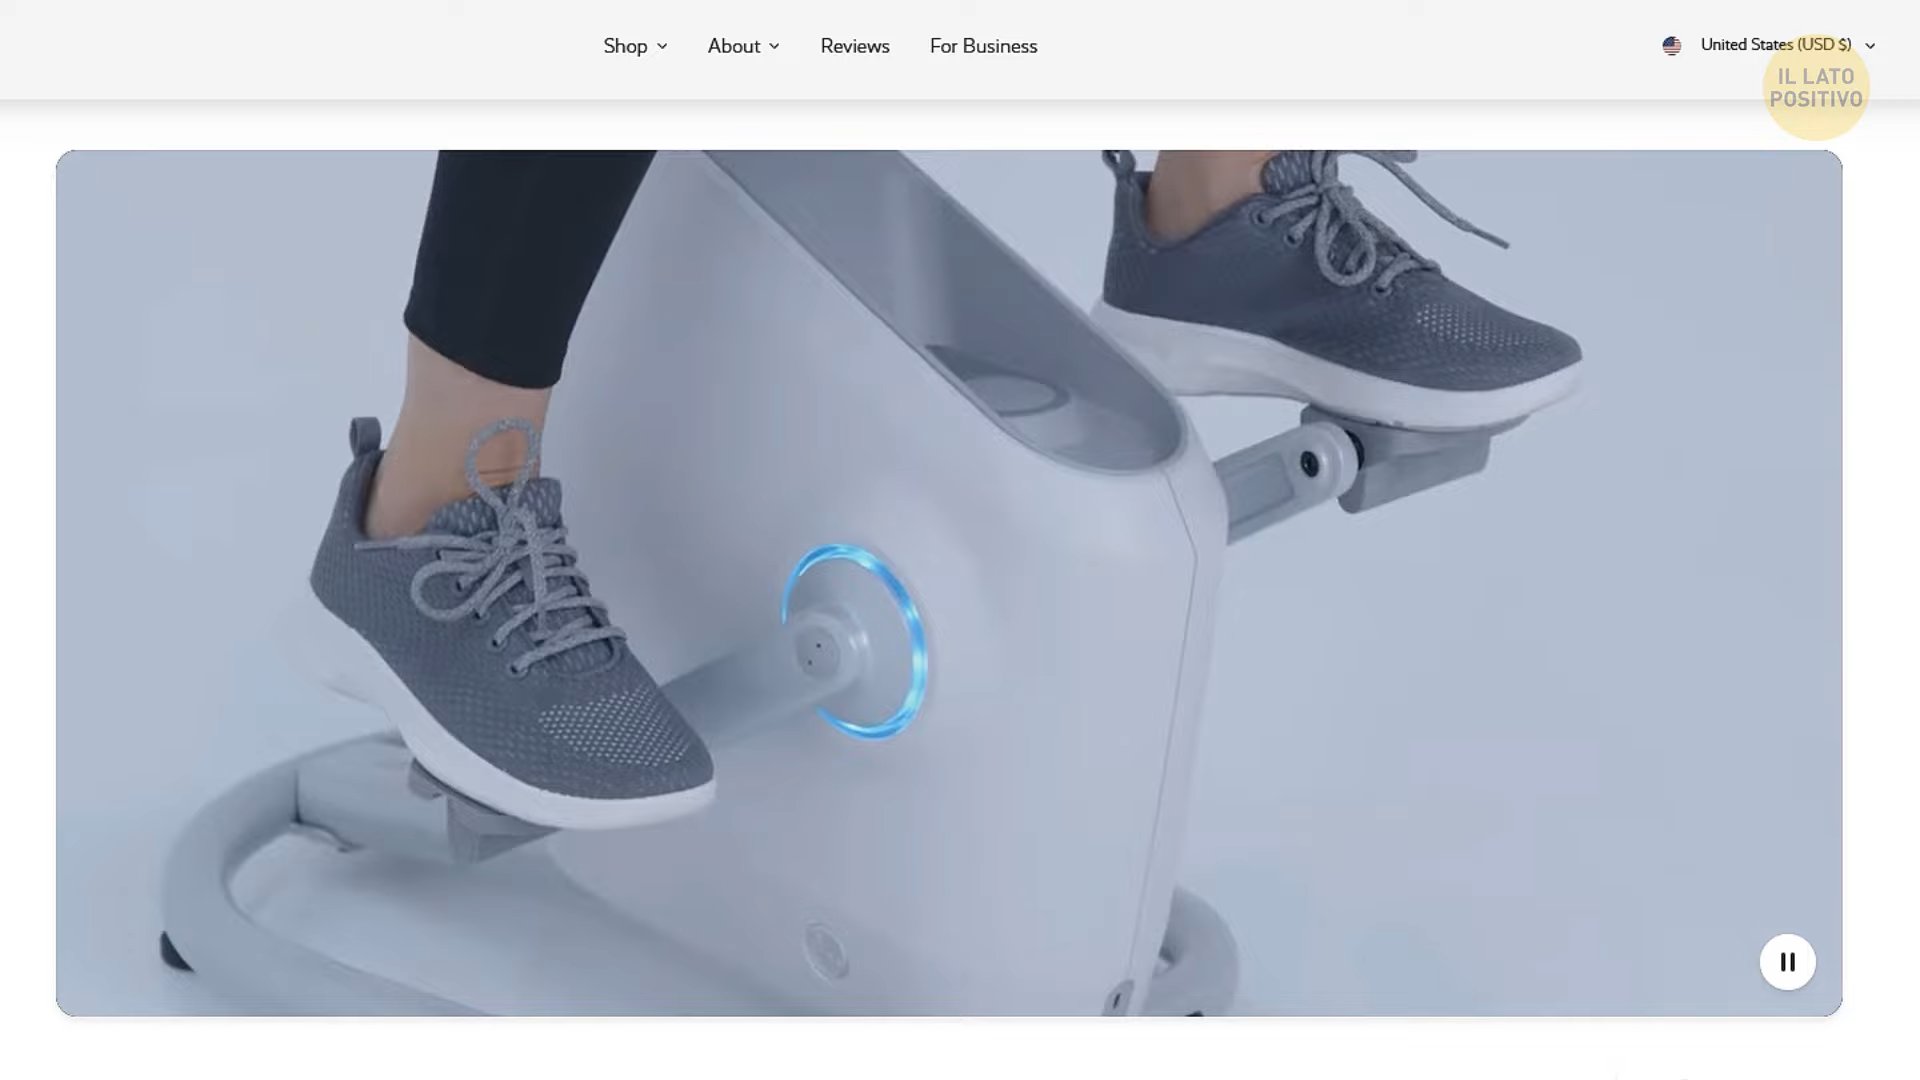 Shop
About
Reviews
For Business
United States (USD $)
IL LATO
POSITIVO